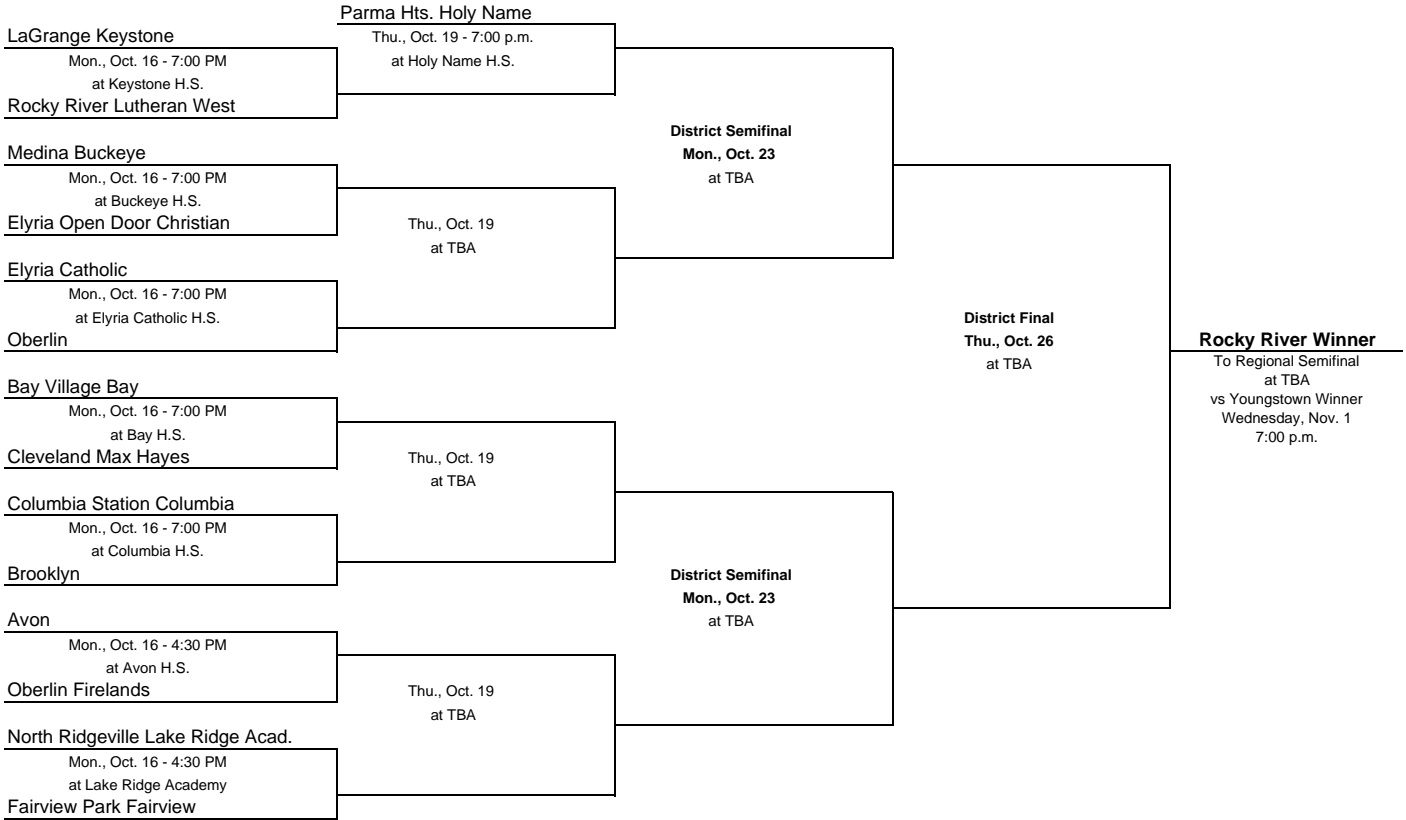 Parma Hts. Holy Name
LaGrange Keystone
Thu., Oct. 19 - 7:00 p.m.
Mon., Oct. 16 - 7:00 PM
at Holy Name H.S.
at Keystone H.S.
Rocky River Lutheran West
District Semifinal
Medina Buckeye
Mon., Oct. 23
Mon., Oct. 16 - 7:00 PM
at TBA
at Buckeye H.S.
Elyria Open Door Christian
Thu., Oct. 19
at TBA
Elyria Catholic
Mon., Oct. 16 - 7:00 PM
at Elyria Catholic H.S.
District Final
Oberlin
Thu., Oct. 26
Rocky River Winner
at TBA
To Regional Semifinal
at TBA
Bay Village Bay
vs Youngstown Winner
Mon., Oct. 16 - 7:00 PM
Wednesday, Nov. 1
at Bay H.S.
7:00 p.m.
Cleveland Max Hayes
Thu., Oct. 19
at TBA
Columbia Station Columbia
Mon., Oct. 16 - 7:00 PM
at Columbia H.S.
Brooklyn
District Semifinal
Mon., Oct. 23
Avon
at TBA
Mon., Oct. 16 - 4:30 PM
at Avon H.S.
Oberlin Firelands
Thu., Oct. 19
at TBA
North Ridgeville Lake Ridge Acad.
Mon., Oct. 16 - 4:30 PM
at Lake Ridge Academy
Fairview Park Fairview